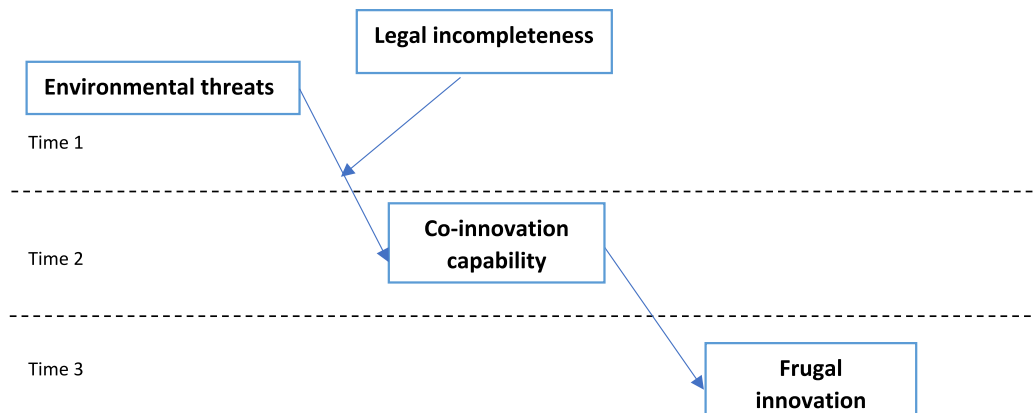 Legal incompleteness
Environmental threats
Time 1
Co-innovation
capability
Time 2
Frugal
innovation
Time 3